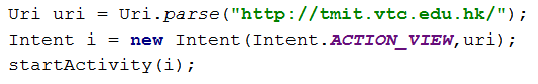 Uri uri = Uri.parse("http://tmit.vtc.edu.hk/");
Intent i = new Intent(Intent.ACTION_VIEW,uri);
startActivity(i);